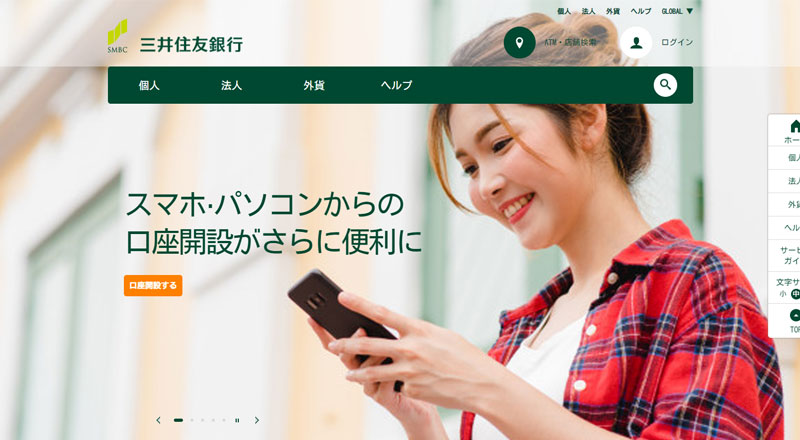 個人 法人 外貨 ヘルプ GLOBAL ▼
SMBC 三井住友銀行
ATM・店舗検索 ログイン
個人 法人 外貨 ヘルプ
スマホ・パソコンからの
口座開設がさらに便利に
口座開設する
ホー
個人
法人
外貨
ヘル
サービ
ガイ
文字サ
小 中
TOP